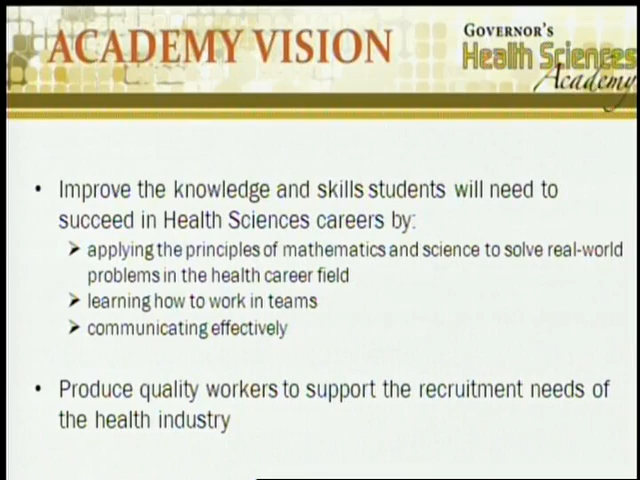 ACADEMY VISION
GOVERNOR'S
Health Sciences
Academy
• Improve the knowledge and skills students will need to
succeed in Health Sciences careers by:
➤ applying the principles of mathematics and science to solve real-world
problems in the health career field
➤ learning how to work in teams
➤ communicating effectively
• Produce quality workers to support the recruitment needs of
the health industry